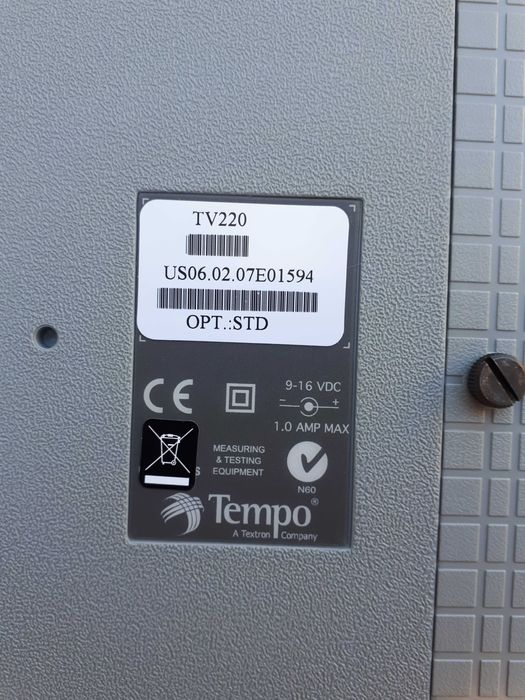 TV220
US06.02.07E01594
OPT.:STD
CE
9-16 VDC
- +
1.0 AMP MAX
MEASURING
& TESTING
EQUIPMENT
N60
Tempo®
A Textron Company